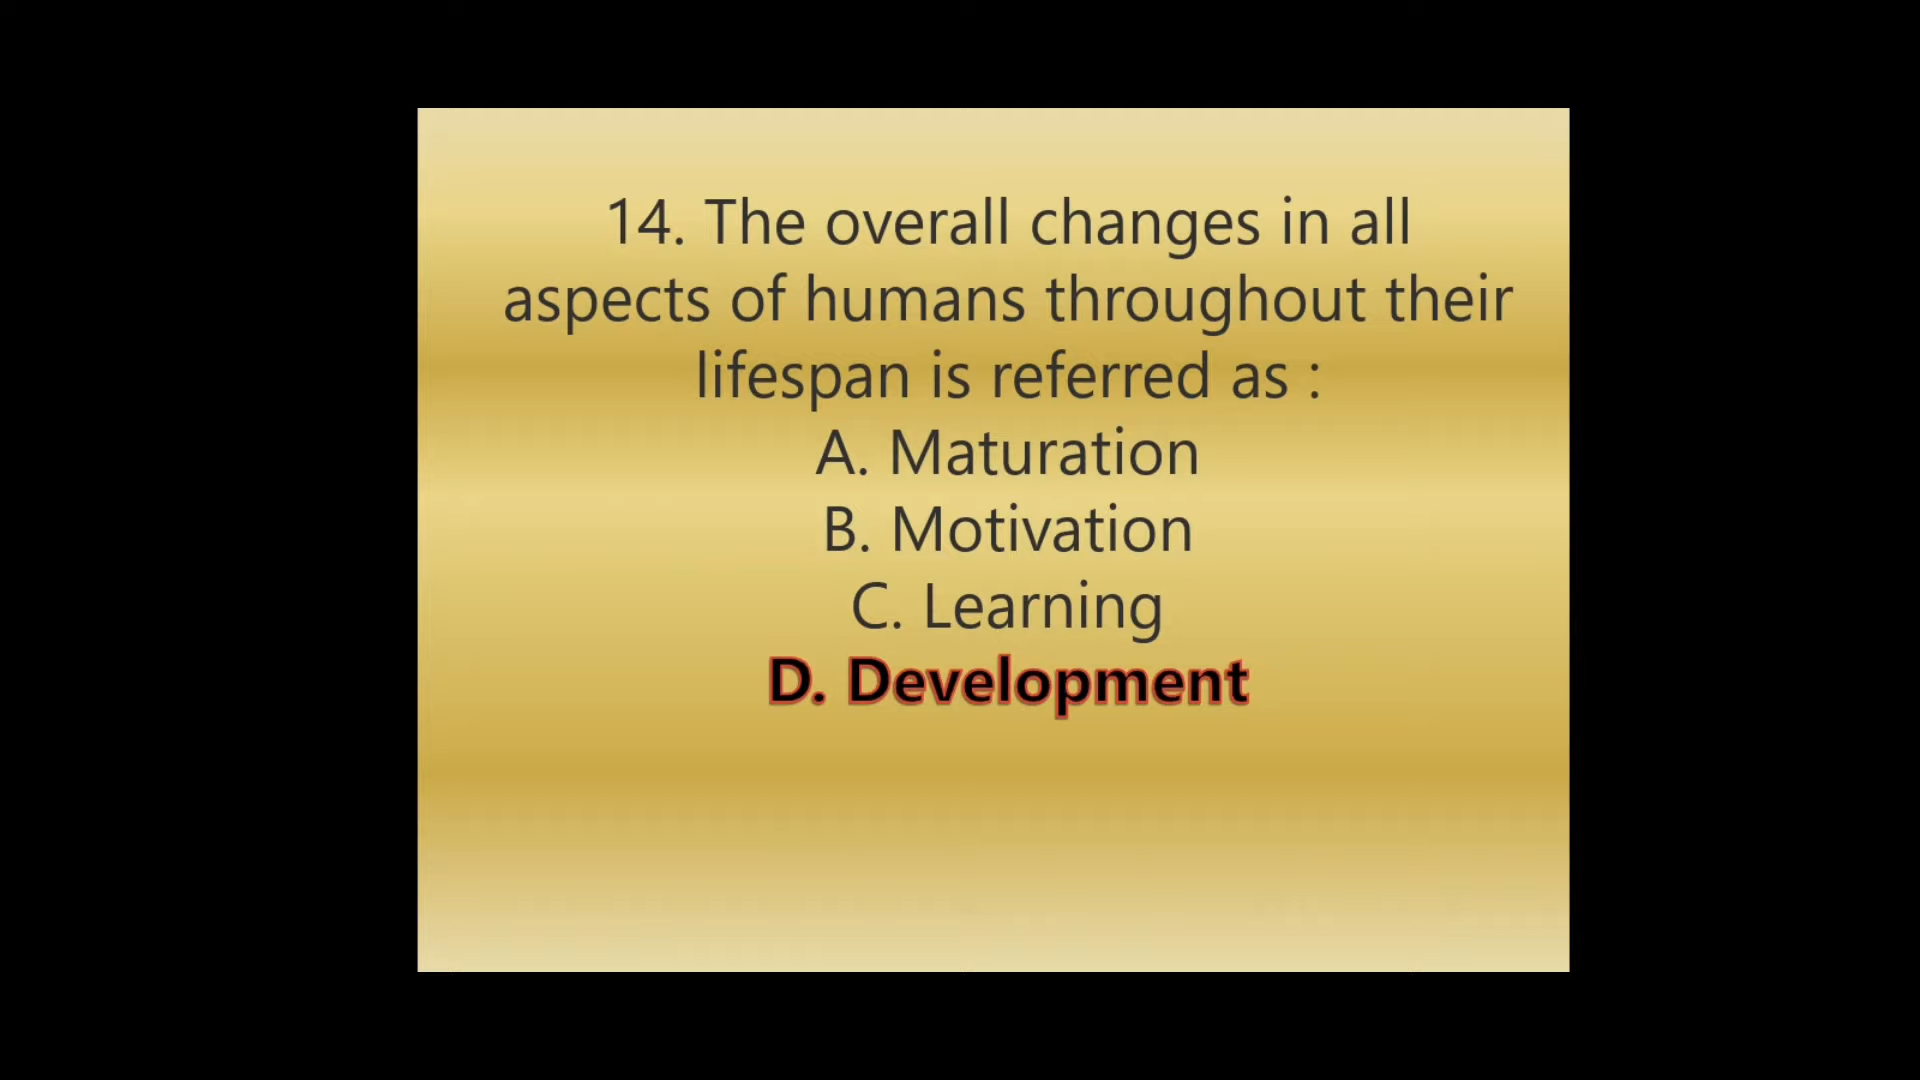 14. The overall changes in all
aspects of humans throughout their
lifespan is referred as :
A. Maturation
B. Motivation
C. Learning
D. Development